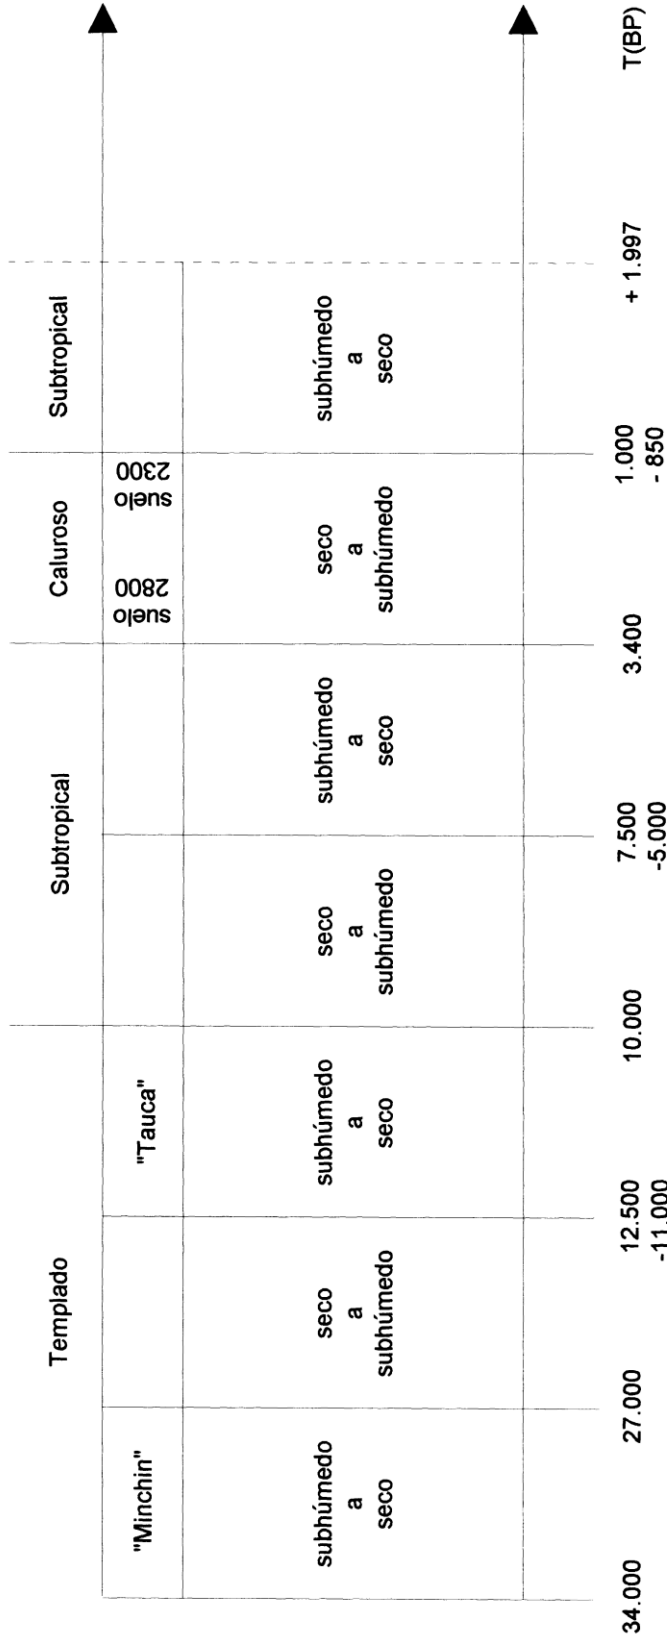 Templado
Subtropical
Caluroso
Subtropical
"Minchin"
"Tauca"
suelo
2800
suelo
2300
subhúmedo
a
seco
seco
a
subhúmedo
subhúmedo
a
seco
seco
a
subhúmedo
subhúmedo
a
seco
seco
a
subhúmedo
subhúmedo
a
seco
34.000
27.000
12.500
-11.000
10.000
7.500
-5.000
3.400
1.000
- 850
+ 1.997
T(BP)